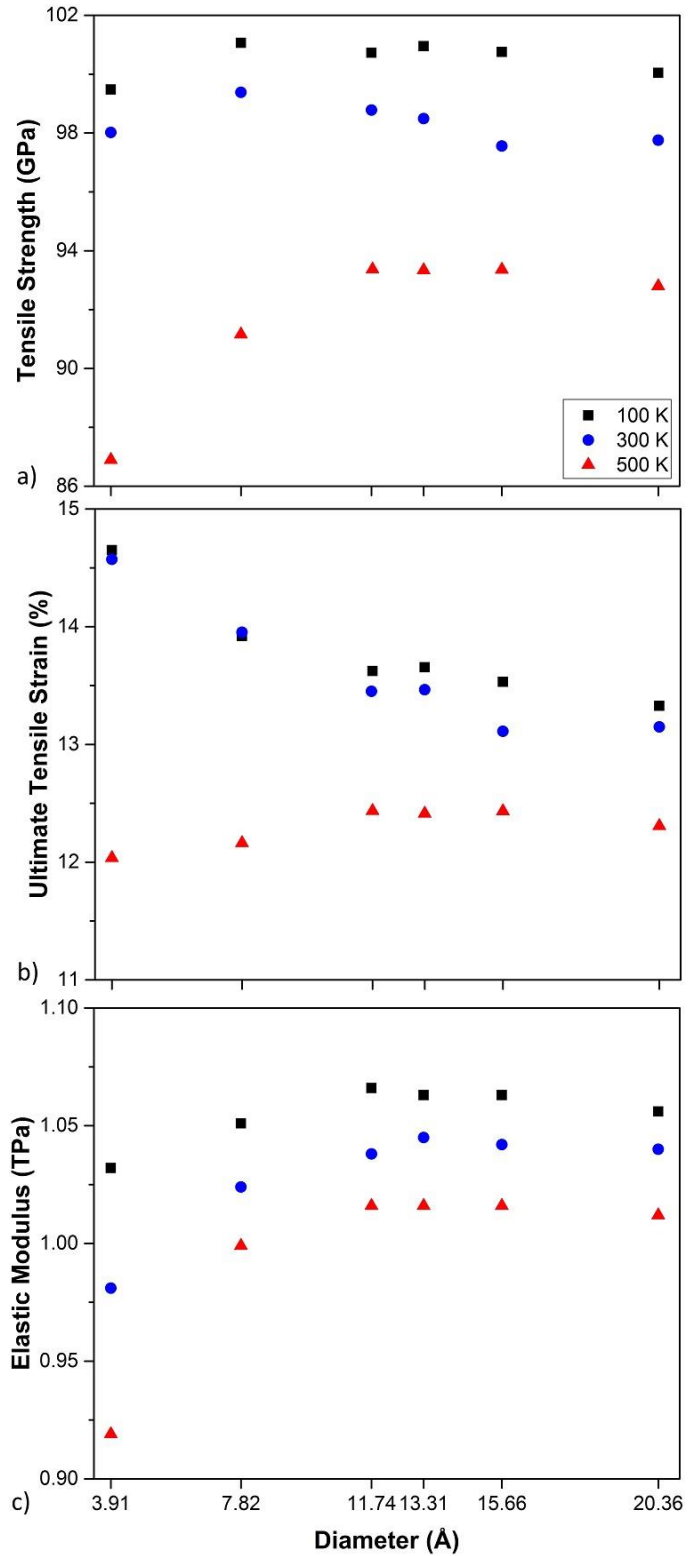 102
98
94
90
86
Tensile Strength (GPa)
100 K
300 K
500 K
a)
15
14
13
12
11
Ultimate Tensile Strain (%)
b)
1.10
1.05
1.00
0.95
0.90
Elastic Modulus (TPa)
c)
3.91 7.82 11.74 13.31 15.66 20.36
Diameter (Å)